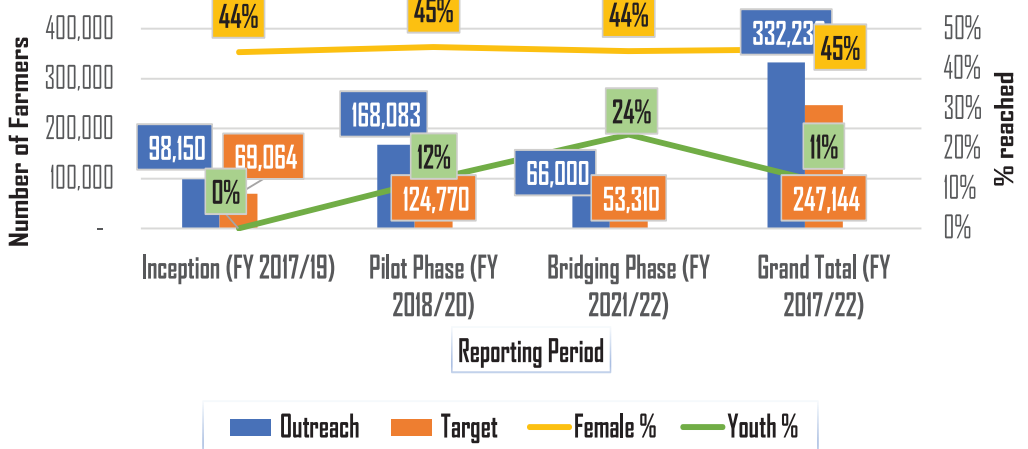 44%
45%
44%
45%
400,000
300,000
200,000
100,000
-
Number of Farmers
50%
40%
30%
20%
10%
0%
% reached
98,150
69,064
0%
168,083
12%
124,770
66,000
24%
53,310
11%
247,144
Inception (FY 2017/19)
Pilot Phase (FY
2018/20)
Bridging Phase (FY
2021/22)
Grand Total (FY
2017/22)
Reporting Period
Outreach
Target
Female %
Youth %